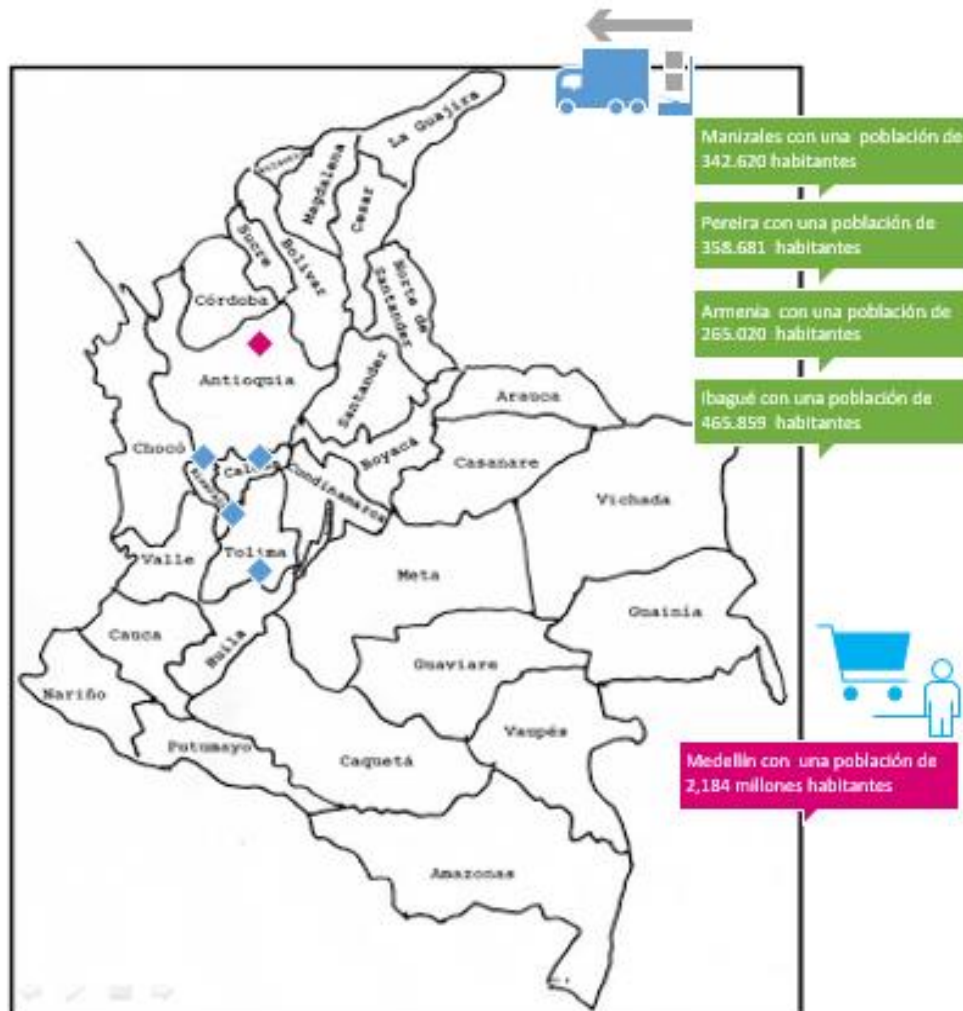 La Guajira
Magdalena
Cesar
Sucre
Bolívar
Norte de
Santander
Córdoba
Antioquia
Santander
Arauca
Chocó
Boyacá
Casanare
Cundinamarca
Vichada
Valle
Tolima
Meta
Guainía
Cauca
Huila
Guaviare
Nariño
Vaupés
Putumayo
Caquetá
Amazonas
Manizales con una población de
342.620 habitantes
Pereira con una población de
358.681 habitantes
Armenia con una población de
265.020 habitantes
Ibagué con una población de
465.859 habitantes
Medellín con una población de
2,184 millones habitantes